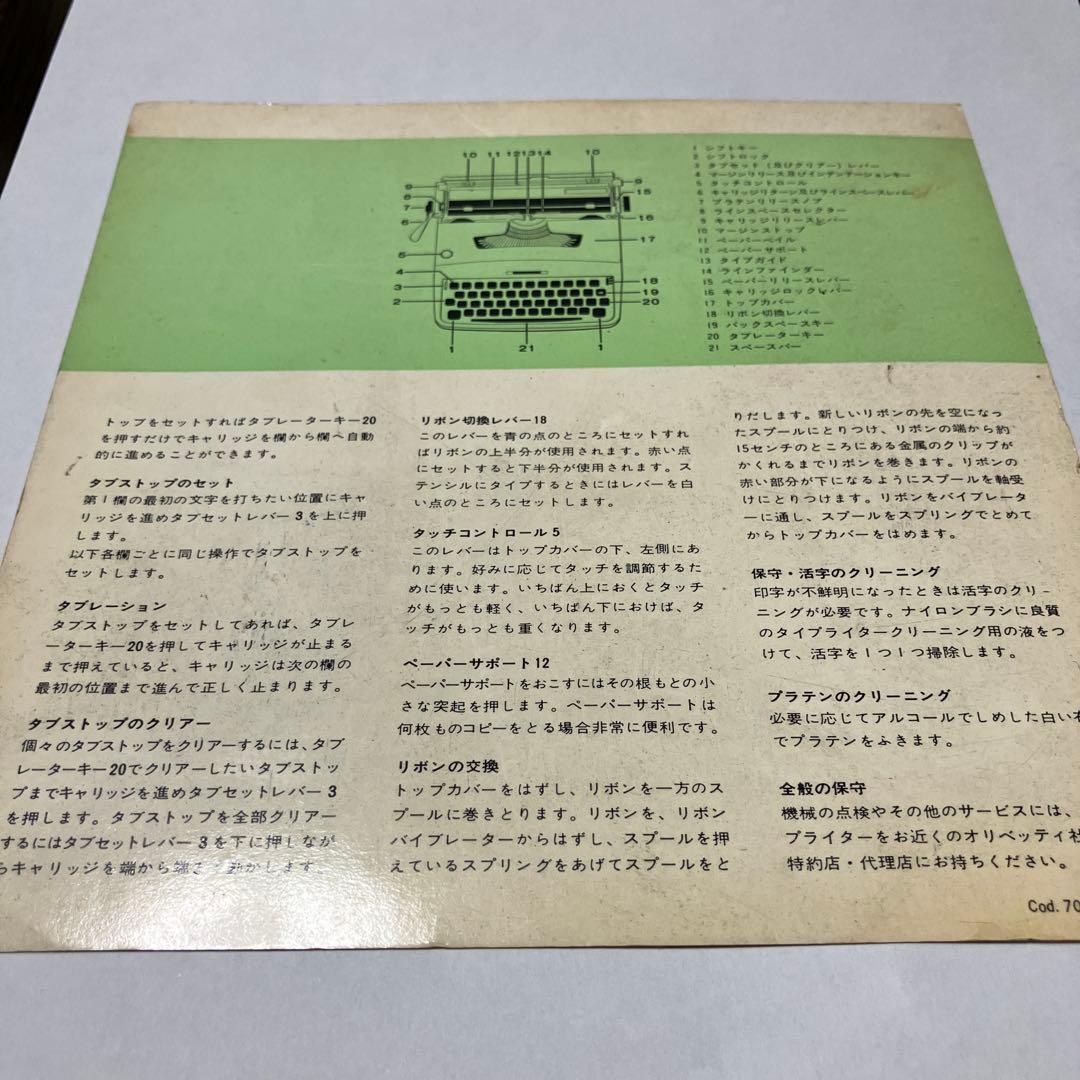 10 11 12 13 14 10
9 9
8 15
7
6 16
17
5
4
3 18
19
2 20
1 21 1
1 シフトキー
2 シフトロック
3 タブセット (及びクリアー) レバー
4 マージンリリース及びインデンテーションキー
5 タッチコントロール
6 キャリッジリターン及びラインスペースレバー
7 プラテンリリースノブ
8 ラインスペースセレクター
9 キャリッジリリースレバー
10 マージンストップ
11 ペーパーベイル
12 ペーパーサポート
13 タイプガイド
14 ラインファインダー
15 ペーパーリリースレバー
16 キャリッジロックレバー
17 トップカバー
18 リボン切換レバー
19 バックスペースキー
20 タブレーターキー
21 スペースバー
トップをセットすればタブレーターキー20
を押すだけでキャリッジを欄から欄へ自動
的に進めることができます。
タブストップのセット
第1欄の最初の文字を打ちたい位置にキャ
リッジを進めタブセットレバー3を上に押
します。
以下各欄ごとに同じ操作でタブストップを
セットします。
タブレーション
タブストップをセットしてあれば、タブレ
ーターキー20を押してキャリッジが止まる
まで押えていると、キャリッジは次の欄の
最初の位置まで進んで正しく止まります。
タブストップのクリアー
個々のタブストップをクリアーするには、タブ
レーターキー20でクリアーしたいタブストッ
プまでキャリッジを進めタブセットレバー3
を押します。タブストップを全部クリアー
するにはタブセットレバー3を下に押しなが
らキャリッジを端から端まで動かします
リボン切換レバー18
このレバーを青の点のところにセットすれ
ばリボンの上半分が使用されます。赤い点
にセットすると下半分が使用されます。ス
テンシルにタイプするときにはレバーを白
い点のところにセットします。
タッチコントロール5
このレバーはトップカバーの下、左側にあ
ります。好みに応じてタッチを調節するた
めに使います。いちばん上におくとタッチ
がもっとも軽く、いちばん下におけば、タ
ッチがもっとも重くなります。
ペーパーサポート12
ペーパーサポートをおこすにはその根もとの小
さな突起を押します。ペーパーサポートは
何枚ものコピーをとる場合非常に便利です。
リボンの交換
トップカバーをはずし、リボンを一方のス
プールに巻きとります。リボンを、リボン
バイブレーターからはずし、スプールを押
えているスプリングをあげてスプールをと
りだします。新しいリボンの先を空になっ
たスプールにとりつけ、リボンの端から約
15センチのところにある金属のクリップが
かくれるまでリボンを巻きます。リボンの
赤い部分が下になるようにスプールを軸受
けにとりつけます。リボンをバイブレータ
ーに通し、スプールをスプリングでとめて
からトップカバーをはめます。
保守・活字のクリーニング
印字が不鮮明になったときは活字のクリー
ニングが必要です。ナイロンブラシに良質
のタイプライタークリーニング用の液をつ
けて、活字を1つ1つ掃除します。
プラテンのクリーニング
必要に応じてアルコールでしめした白い布
でプラテンをふきます。
全般の保守
機械の点検やその他のサービスには、
プライターをお近くのオリベッティ社
特約店・代理店にお持ちください。
Cod. 70